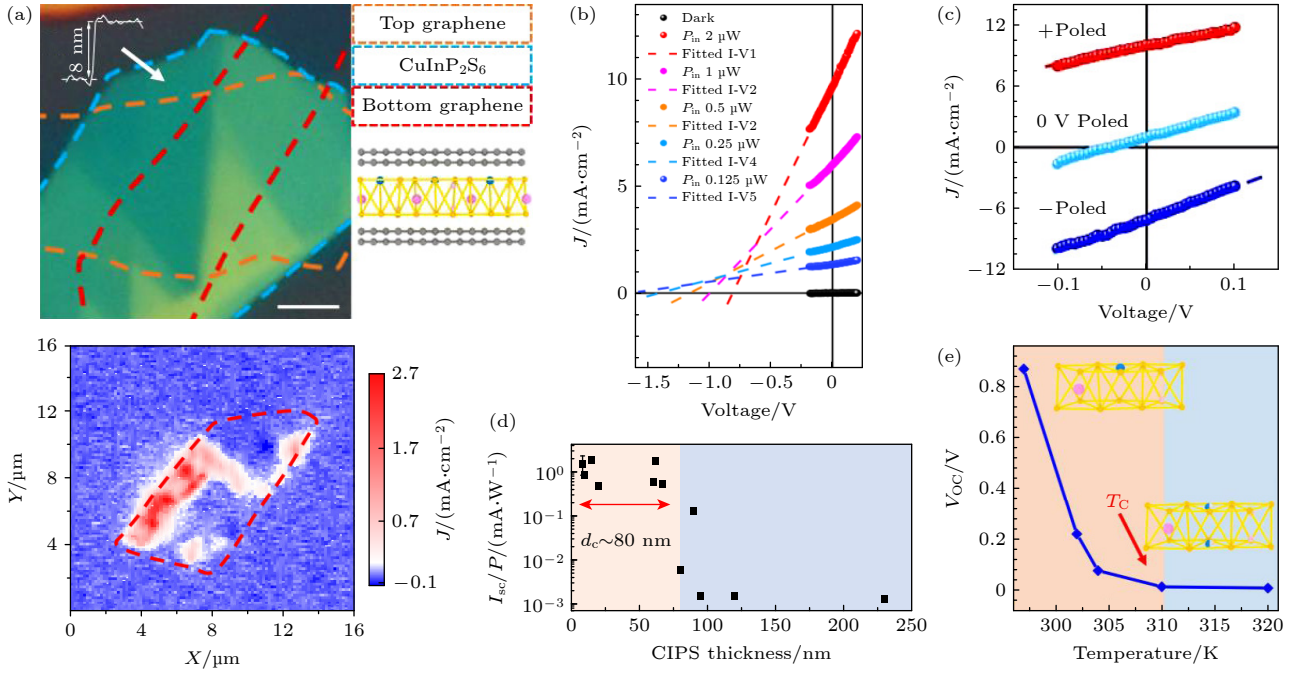 (a)
8 nm
Top graphene
CuInP₂S₆
Bottom graphene
16
12
8
4
0
Y/µm
0
4
8
12
16
X/µm
2.7
1.7
0.7
−0.1
J/(mA·cm⁻²)
(b)
Dark
Pin 2 µW
Fitted I-V1
Pin 1 µW
Fitted I-V2
Pin 0.5 µW
Fitted I-V2
Pin 0.25 µW
Fitted I-V4
Pin 0.125 µW
Fitted I-V5
10
5
0
J/(mA·cm⁻²)
−1.5
−1.0
−0.5
0
Voltage/V
(c)
12
6
0
−6
−12
J/(mA·cm⁻²)
+Poled
0 V Poled
−Poled
−0.1
0
0.1
Voltage/V
(d)
10⁰
10⁻¹
10⁻²
10⁻³
Isc/P/(mA·W⁻¹)
dc~80 nm
0
50
100
150
200
250
CIPS thickness/nm
(e)
0.8
0.6
0.4
0.2
0
VOC/V
TC
300
305
310
315
320
Temperature/K